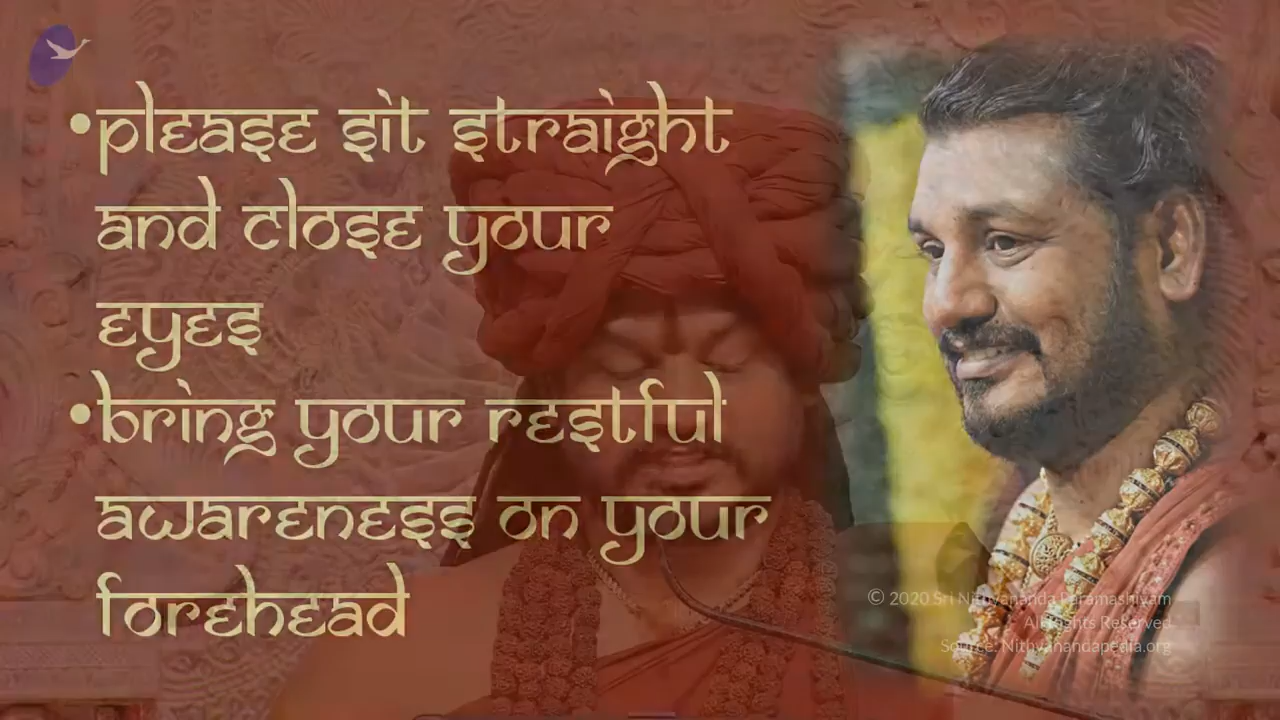 •please sit straight
and close your
eyes
•bring your restful
awareness on your
forehead
© 2020 Sri Nithyananda Paramashivam
All Rights Reserved
Source: Nithyanandapedia.org